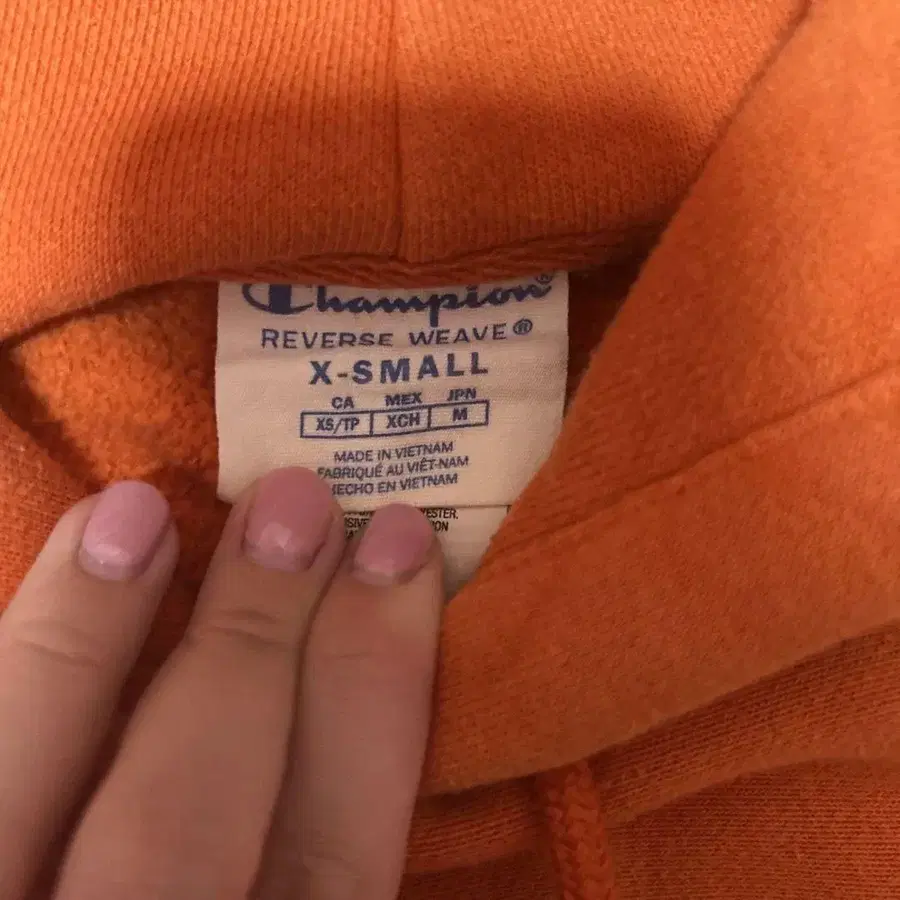 Champion®
REVERSE WEAVE®
X-SMALL
CA MEX JPN
XS/TP XCH M
MADE IN VIETNAM
FABRIQUÉ AU VIÊT-NAM
HECHO EN VIETNAM